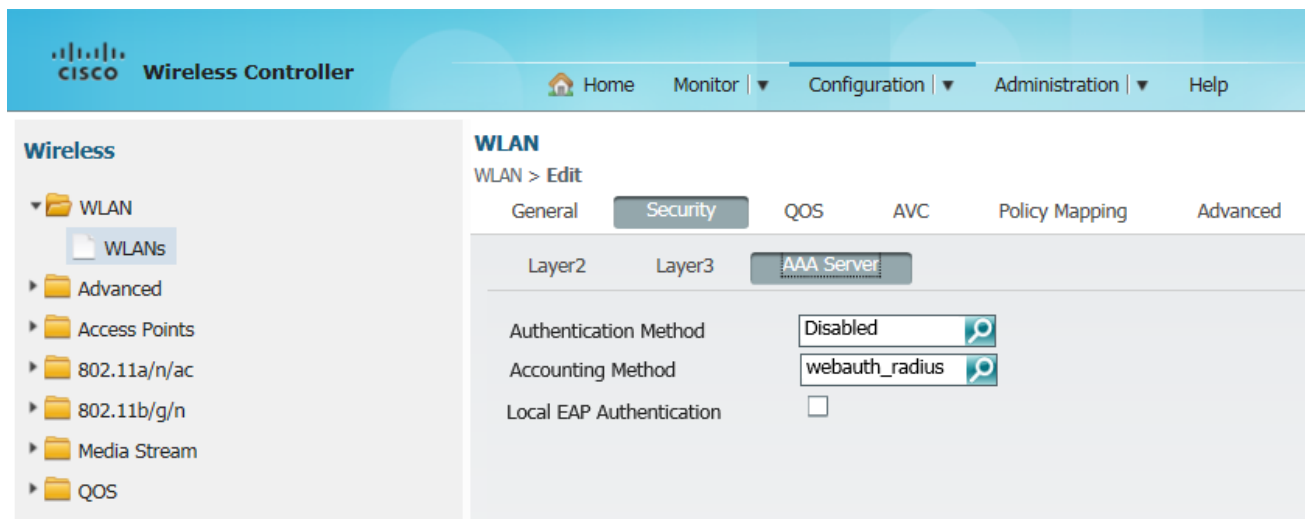 CISCO Wireless Controller
Home Monitor Configuration Administration Help
Wireless
WLAN
WLANs
Advanced
Access Points
802.11a/n/ac
802.11b/g/n
Media Stream
QOS
WLAN
WLAN > Edit
General Security QOS AVC Policy Mapping Advanced
Layer2 Layer3 AAA Server
Authentication Method Disabled
Accounting Method webauth_radius
Local EAP Authentication